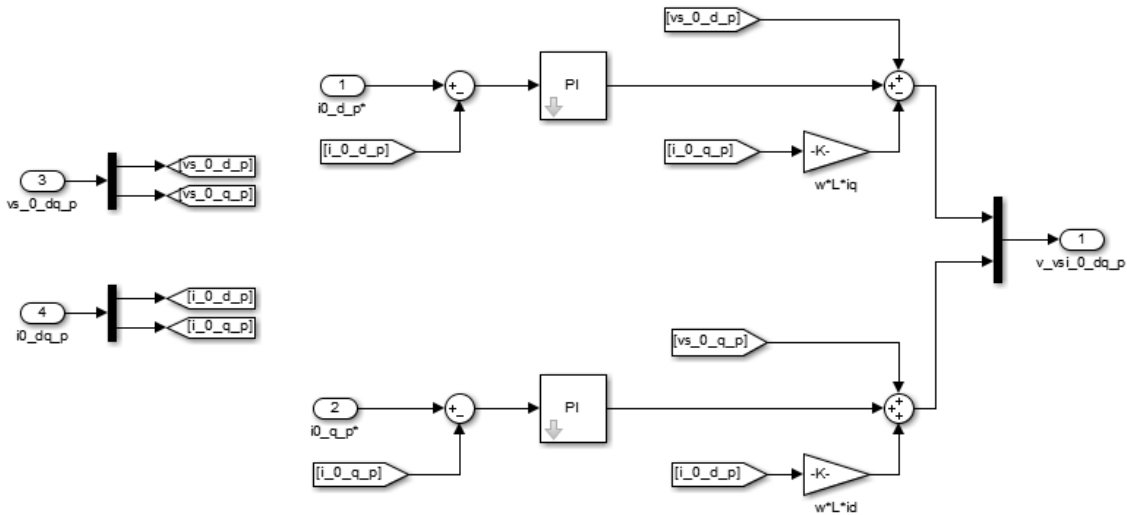 [vs_0_d_p]
1
i0_d_p*
+
−
PI
+
+
−
[i_0_d_p]
[i_0_q_p]
-K-
w*L*iq
3
vs_0_dq_p
[vs_0_d_p]
[vs_0_q_p]
1
v_vsi_0_dq_p
4
i0_dq_p
[i_0_d_p]
[i_0_q_p]
[vs_0_q_p]
2
i0_q_p*
+
−
PI
+
+
+
[i_0_q_p]
[i_0_d_p]
-K-
w*L*id